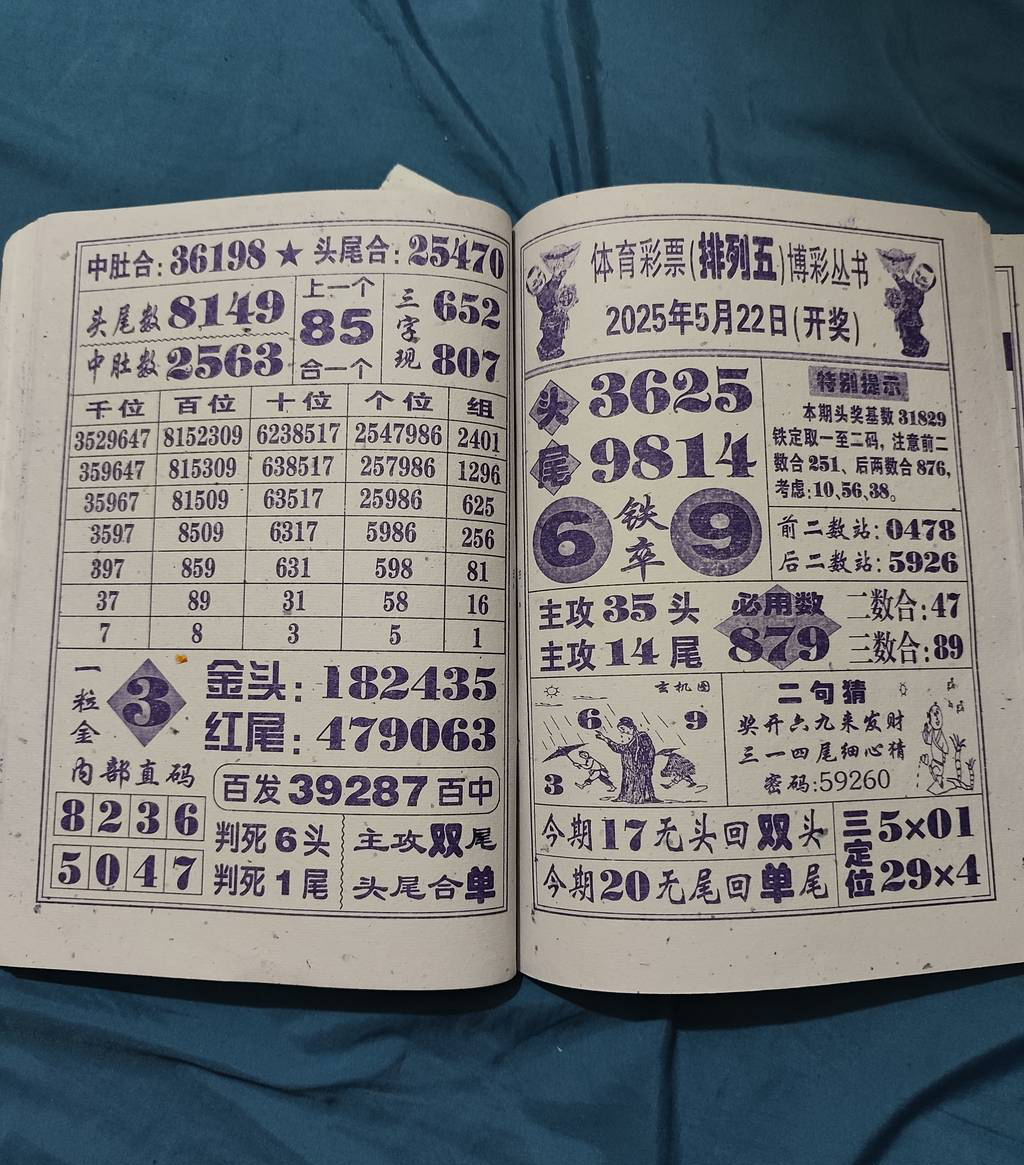 中肚合:36198★头尾合:25470
头尾数8149
中肚数2563
上一个
85
合一个
三字现
652
807
千位 百位 十位 个位 组
3529647 8152309 6238517 2547986 2401
359647 815309 638517 257986 1296
35967 81509 63517 25986 625
3597 8509 6317 5986 256
397 859 631 598 81
37 89 31 58 16
7 8 3 5 1
一粒金
3
金头:182435
红尾:479063
内部直码
8236
5047
百发39287百中
判死6头
判死1尾
主攻双尾
头尾合单
体育彩票(排列五)博彩丛书
2025年5月22日(开奖)
头3625
尾9814
6铁卒9
特别提示
本期头奖基数31829
铁定取一至二码，注意前二
数合251、后两数合876,
考虑:10、56、38。
前二数站:0478
后二数站:5926
主攻35头
主攻14尾
必用数
879
二数合:47
三数合:89
玄机图
6 9
3
二句猜
奖开六九来发财
三一四尾细心猜
密码:59260
今期17无头回双头
今期20无尾回单尾
三定位
5×01
29×4